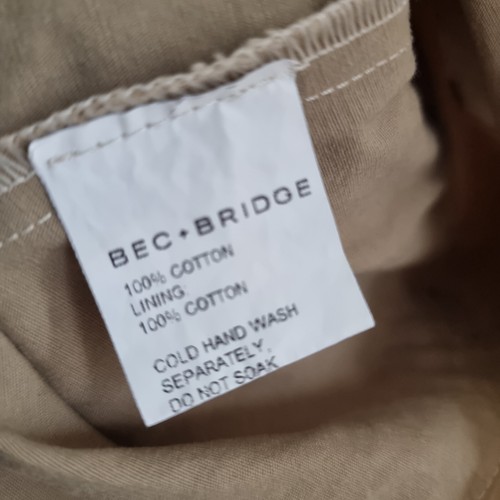 BEC + BRIDGE
100% COTTON
LINING:
100% COTTON
COLD HAND WASH
SEPARATELY.
DO NOT SOAK